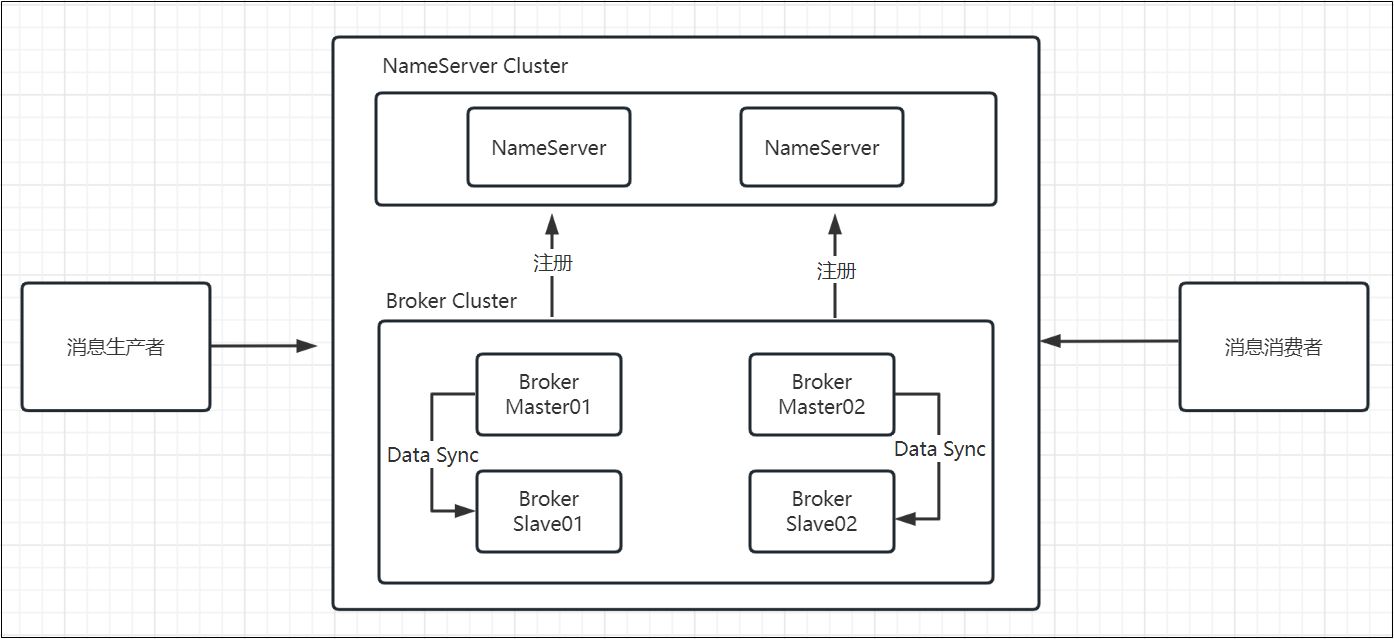 NameServer Cluster
NameServer
NameServer
注册
注册
Broker Cluster
消息生产者
消息消费者
Broker
Master01
Broker
Master02
Data Sync
Data Sync
Broker
Slave01
Broker
Slave02